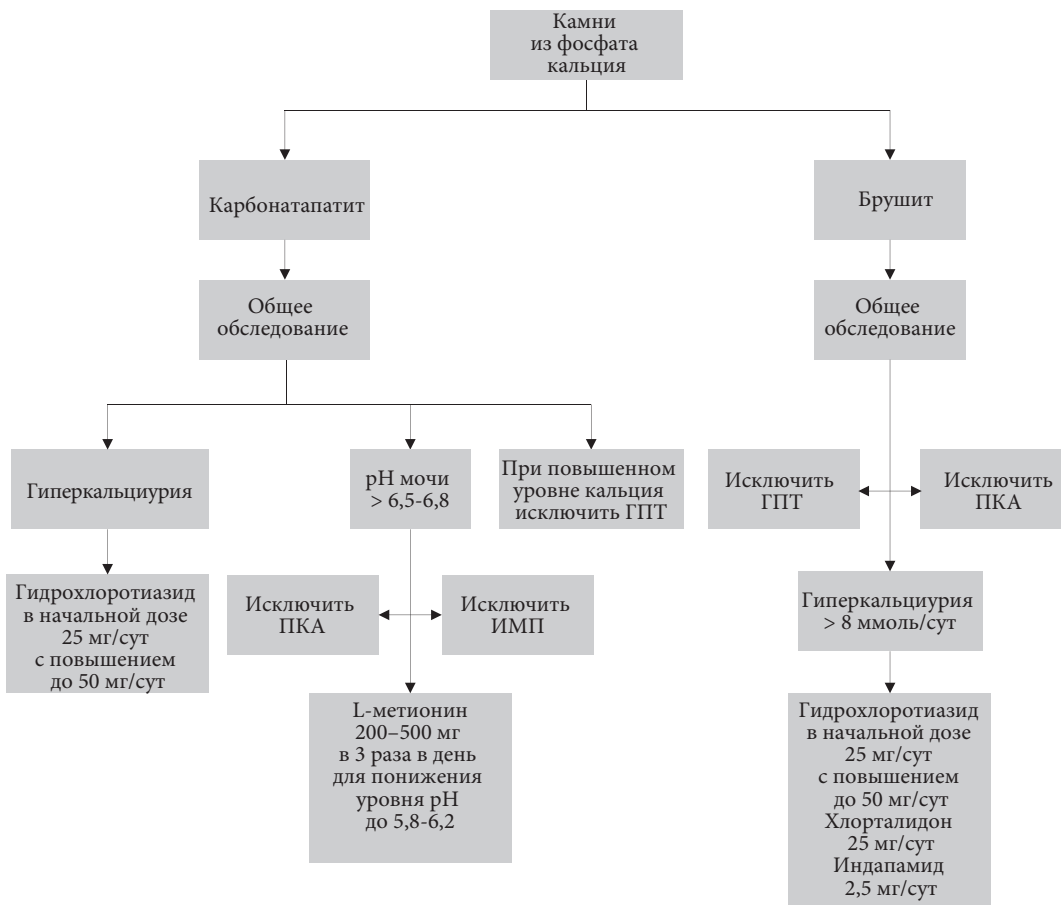 Камни
из фосфата
кальция
Карбонатапатит
Брушит
Общее
обследование
Общее
обследование
Гиперкальциурия
pH мочи
> 6,5-6,8
При повышенном
уровне кальция
исключить ГПТ
Исключить
ГПТ
Исключить
ПКА
Гидрохлоротиазид
в начальной дозе
25 мг/сут
с повышением
до 50 мг/сут
Исключить
ПКА
Исключить
ИМП
Гиперкальциурия
> 8 ммоль/сут
L-метионин
200–500 мг
в 3 раза в день
для понижения
уровня pH
до 5,8-6,2
Гидрохлоротиазид
в начальной дозе
25 мг/сут
с повышением
до 50 мг/сут
Хлорталидон
25 мг/сут
Индапамид
2,5 мг/сут